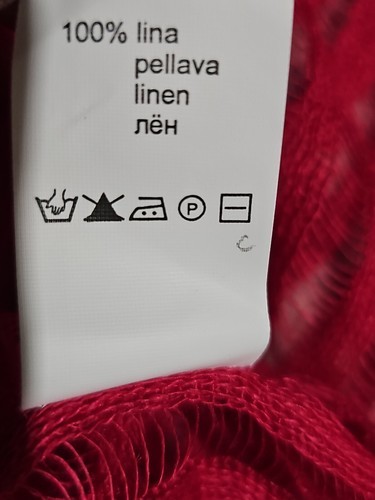 100% lina
pellava
linen
лён
P